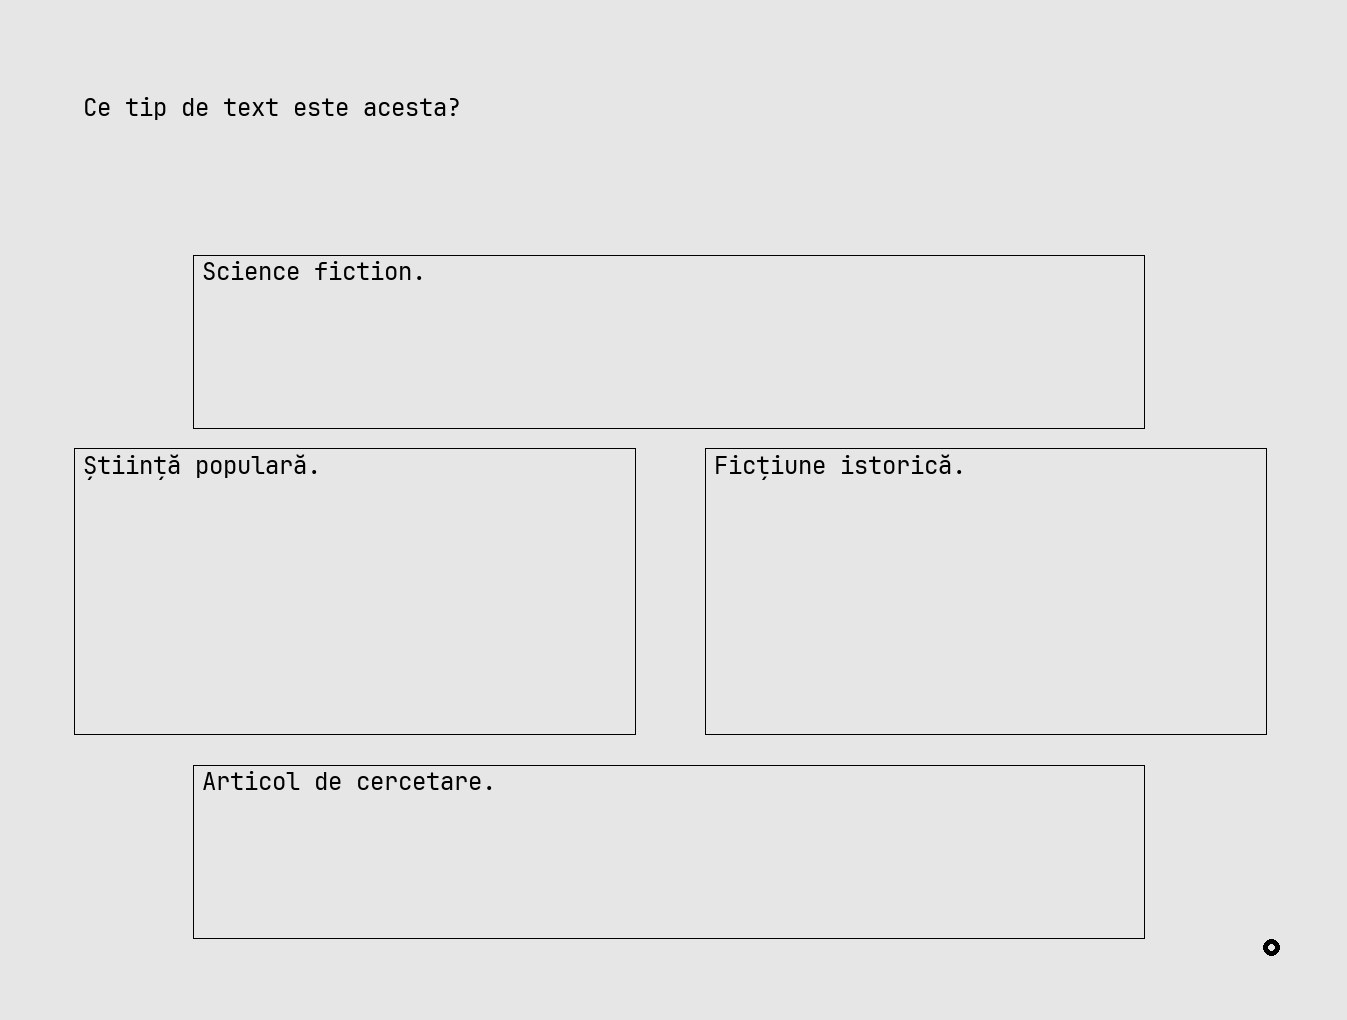 Ce tip de text este acesta?
Science fiction.
Știință populară.
Ficțiune istorică.
Articol de cercetare.